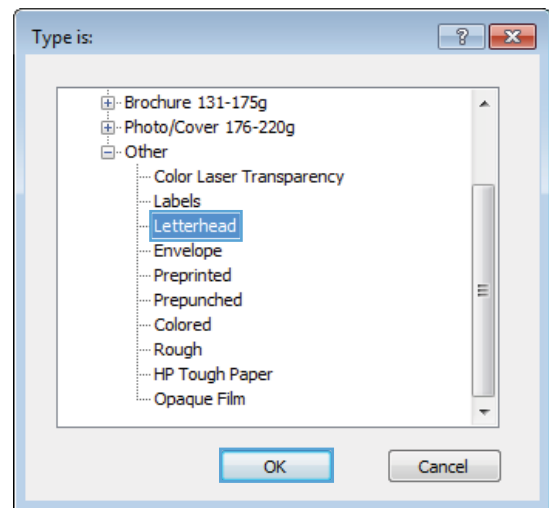 Type is:
Brochure 131-175g
Photo/Cover 176-220g
Other
Color Laser Transparency
Labels
Letterhead
Envelope
Preprinted
Prepunched
Colored
Rough
HP Tough Paper
Opaque Film
OK Cancel